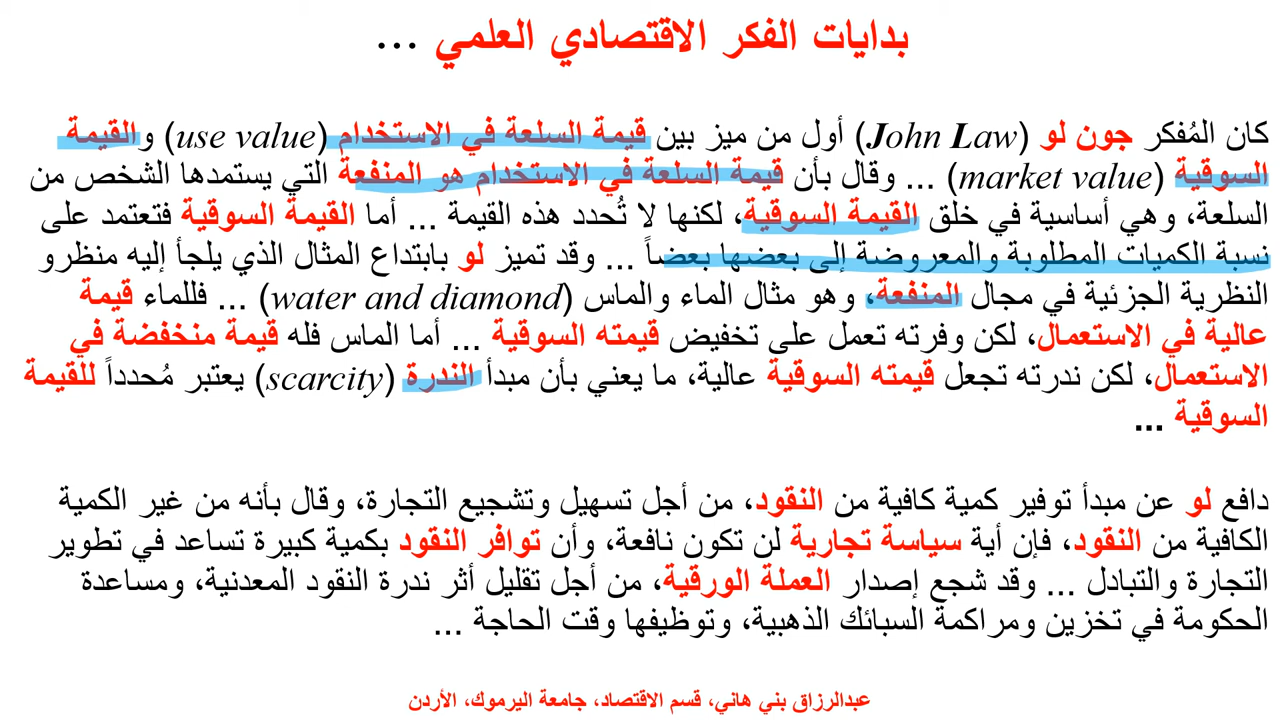 بدايات الفكر الاقتصادي العلمي ...
كان المُفكر جون لو (John Law) أول من ميز بين قيمة السلعة في الاستخدام (use value) والقيمة
السوقية (market value) ... وقال بأن قيمة السلعة في الاستخدام هو المنفعة التي يستمدها الشخص من
السلعة، وهي أساسية في خلق القيمة السوقية، لكنها لا تُحدد هذه القيمة ... أما القيمة السوقية فتعتمد على
نسبة الكميات المطلوبة والمعروضة إلى بعضها بعضاً ... وقد تميز لو بابتداع المثال الذي يلجأ إليه منظرو
النظرية الجزئية في مجال المنفعة، وهو مثال الماء والماس (water and diamond) ... فللماء قيمة
عالية في الاستعمال، لكن وفرته تعمل على تخفيض قيمته السوقية ... أما الماس فله قيمة منخفضة في
الاستعمال، لكن ندرته تجعل قيمته السوقية عالية، ما يعني بأن مبدأ الندرة (scarcity) يعتبر مُحدداً للقيمة
السوقية ...
دافع لو عن مبدأ توفير كمية كافية من النقود، من أجل تسهيل وتشجيع التجارة، وقال بأنه من غير الكمية
الكافية من النقود، فإن أية سياسة تجارية لن تكون نافعة، وأن توافر النقود بكمية كبيرة تساعد في تطوير
التجارة والتبادل ... وقد شجع إصدار العملة الورقية، من أجل تقليل أثر ندرة النقود المعدنية، ومساعدة
الحكومة في تخزين ومراكمة السبائك الذهبية، وتوظيفها وقت الحاجة ...
عبدالرزاق بني هاني، قسم الاقتصاد، جامعة اليرموك، الأردن